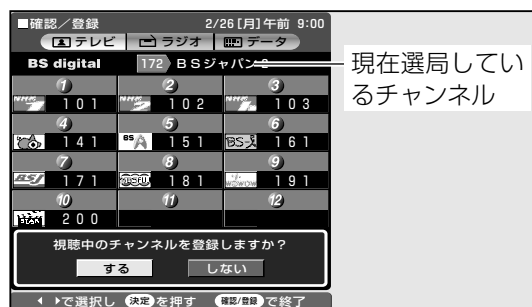 ■確認／登録 2/26[月]午前 9:00
テレビ ラジオ データ
BS digital 172 BSジャパン2
現在選局してい
るチャンネル
1 2 3
101 102 103
4 5 6
141 BSA 151 BS-i 161
7 8 9
BSJ 171 181 WOWOW 191
10 11 12
200
視聴中のチャンネルを登録しますか？
する しない
で選択し 決定を押す 確認/登録で終了